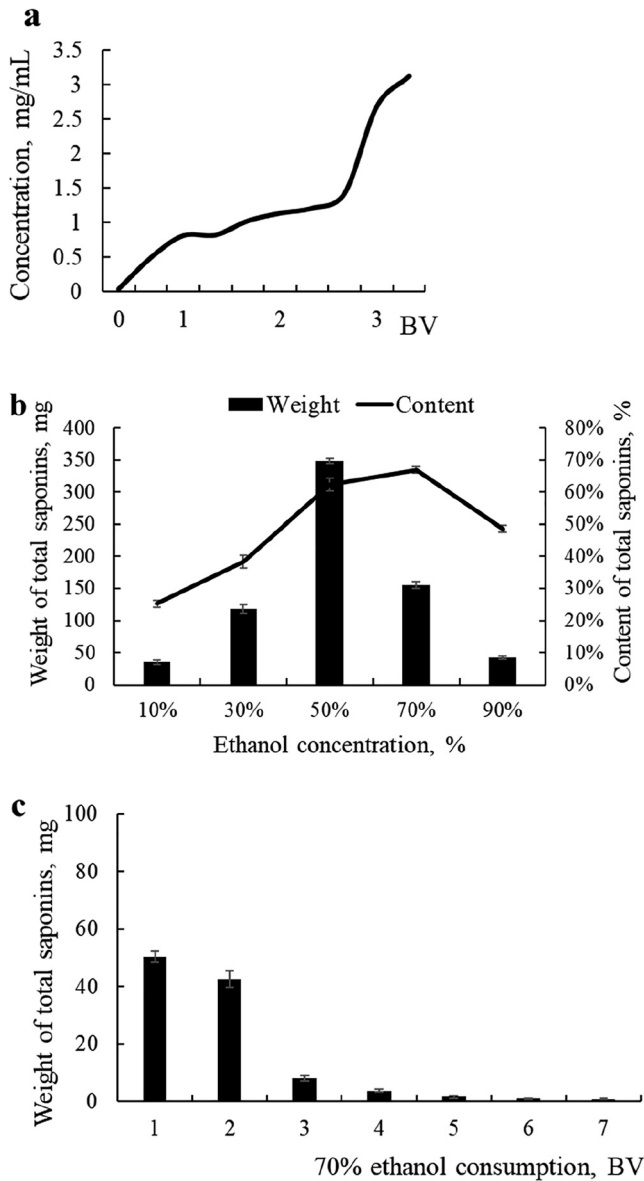 a
Concentration, mg/mL
3.5
3
2.5
2
1.5
1
0.5
0
0 1 2 3 BV
b
Weight Content
Weight of total saponins, mg
400
350
300
250
200
150
100
50
0
80%
70%
60%
50%
40%
30%
20%
10%
0%
Content of total saponins, %
10% 30% 50% 70% 90%
Ethanol concentration, %
c
Weight of total saponins, mg
100
80
60
40
20
0
1 2 3 4 5 6 7
70% ethanol consumption, BV